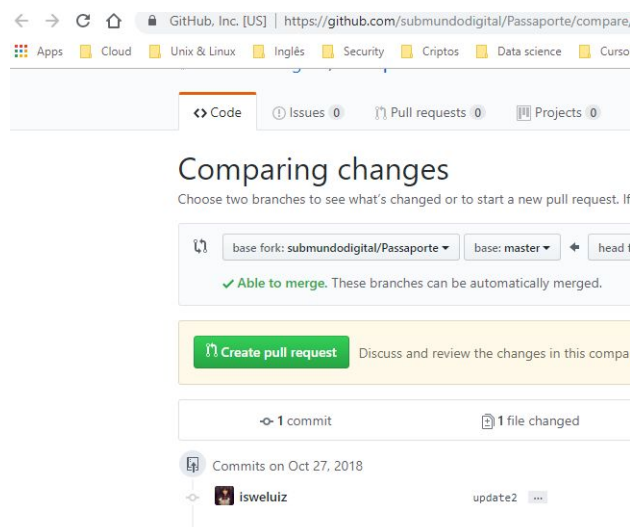 GitHub, Inc. [US] | https://github.com/submundodigital/Passaporte/compare/
Apps Cloud Unix & Linux Inglês Security Criptos Data science Curso
<> Code Issues 0 Pull requests 0 Projects 0
Comparing changes
Choose two branches to see what's changed or to start a new pull request. If
base fork: submundodigital/Passaporte base: master head f
Able to merge. These branches can be automatically merged.
Create pull request Discuss and review the changes in this compa
1 commit 1 file changed
Commits on Oct 27, 2018
isweluiz update2 ...